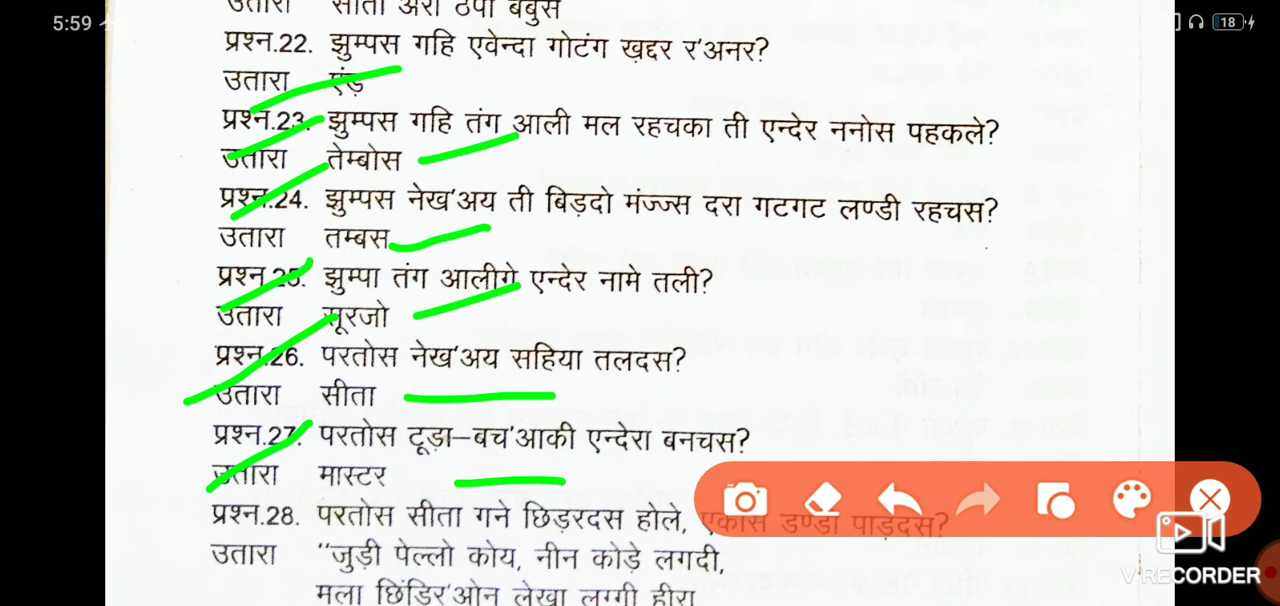 5:59
18
उतारा सीता अरा ठेपा बबुस
प्रश्न.22. झुम्पस गहि एवेन्दा गोटंग ख़द्दर र'अनर?
उतारा एंड़
प्रश्न.23. झुम्पस गहि तंग आली मल रहचका ती एन्देर ननोस पहकले?
उतारा तेम्बोस
प्रश्न.24. झुम्पस नेख'अय ती बिड़दो मंज्ज्स दरा गटगट लण्डी रहचस?
उतारा तम्बस
प्रश्न.25. झुम्पा तंग आलीगे एन्देर नामे तली?
उतारा सूरजो
प्रश्न.26. परतोस नेख'अय सहिया तलदस?
उतारा सीता
प्रश्न.27. परतोस टूड़ा–बच'आकी एन्देरा बनचस?
उतारा मास्टर
प्रश्न.28. परतोस सीता गने छिड़रदस होले, एकासे डण्डी पाड़दस?
उतारा "जुड़ी पेल्लो कोय, नीन कोड़े लगदी,
मला छिंड़िर'ओन लेखा लग्गी हीरा
VRECORDER